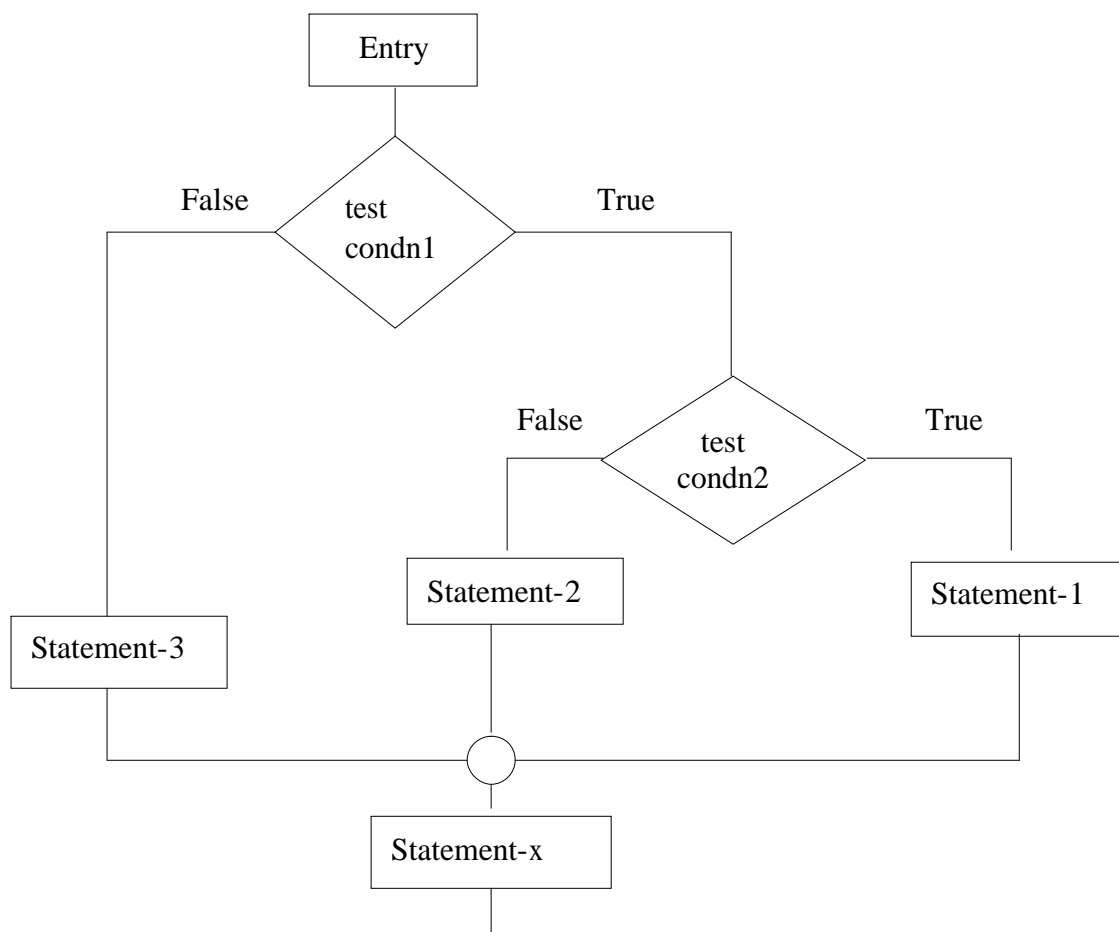 Entry
False
True
test
condn1
False
True
test
condn2
Statement-2
Statement-1
Statement-3
Statement-x